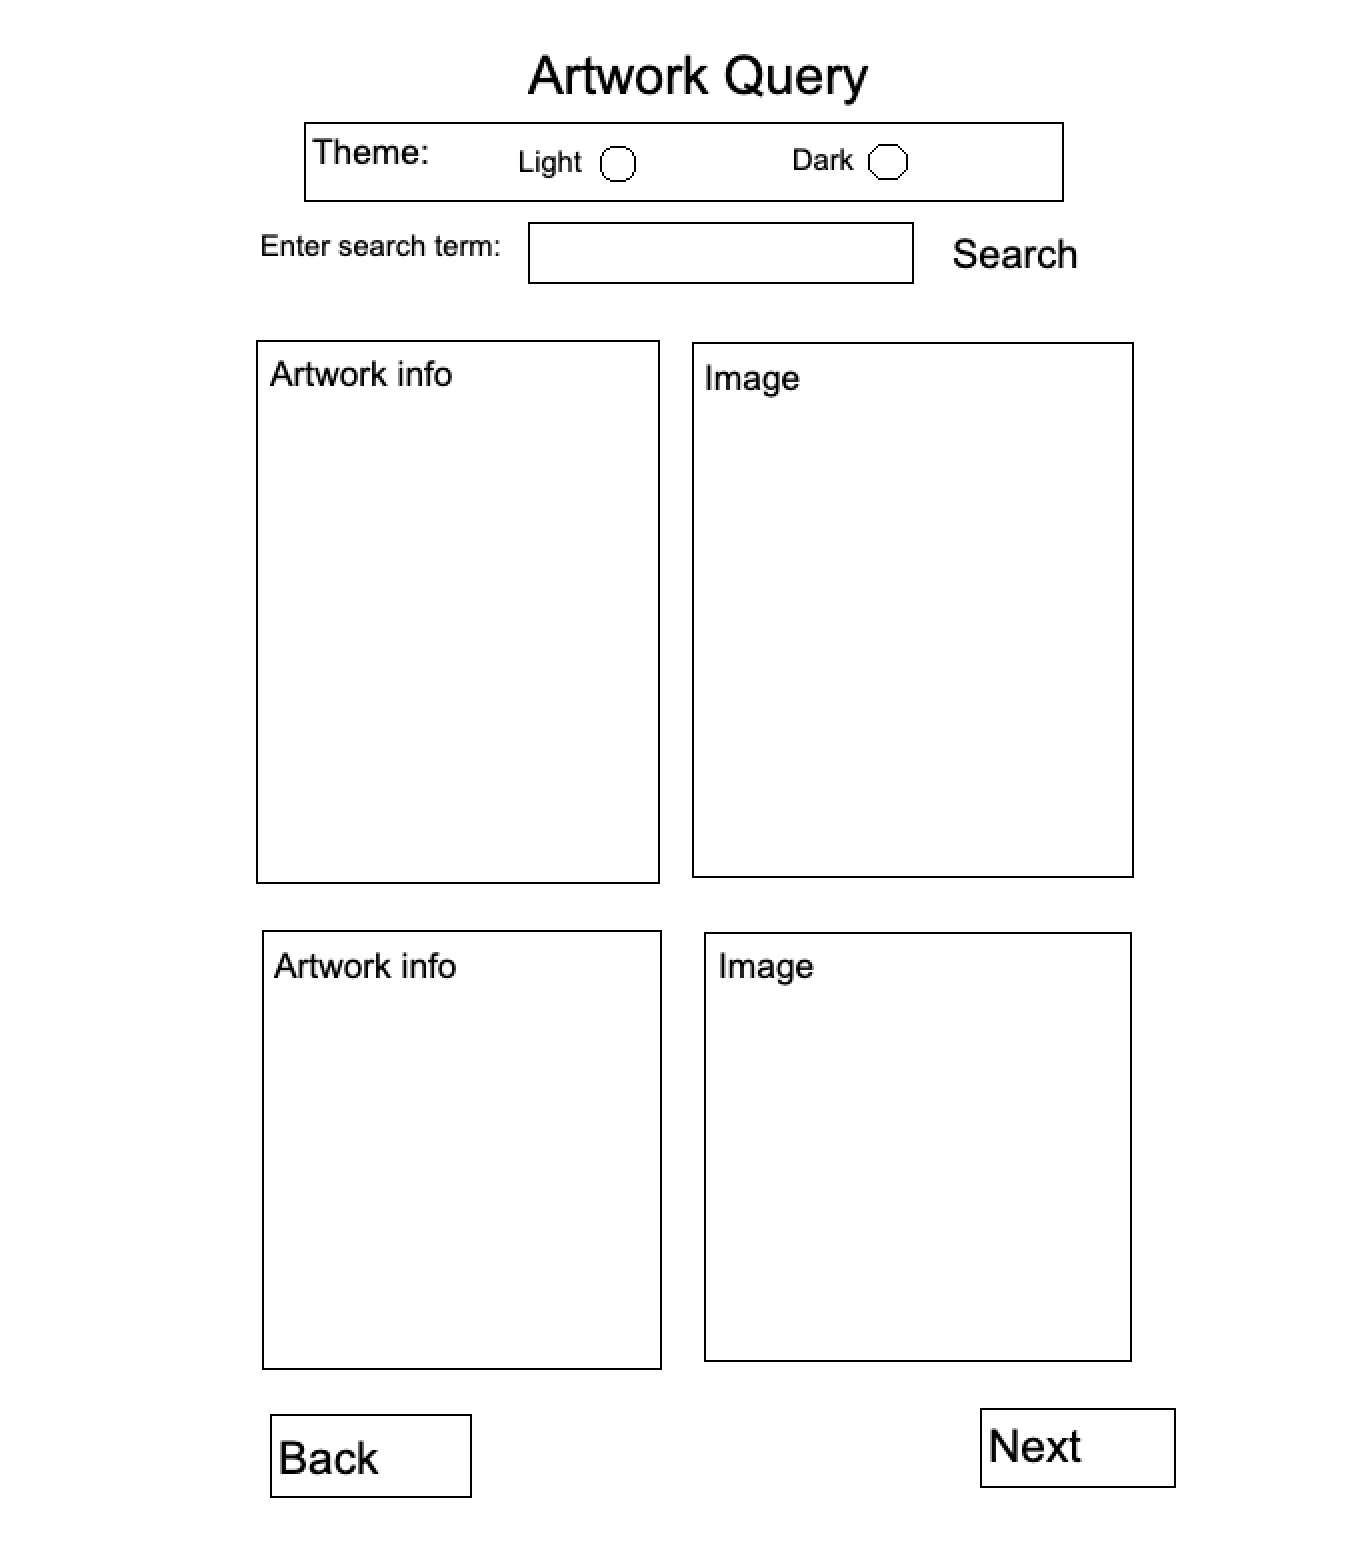 Artwork Query
Theme: Light Dark
Enter search term: Search
Artwork info
Image
Artwork info
Image
Back
Next